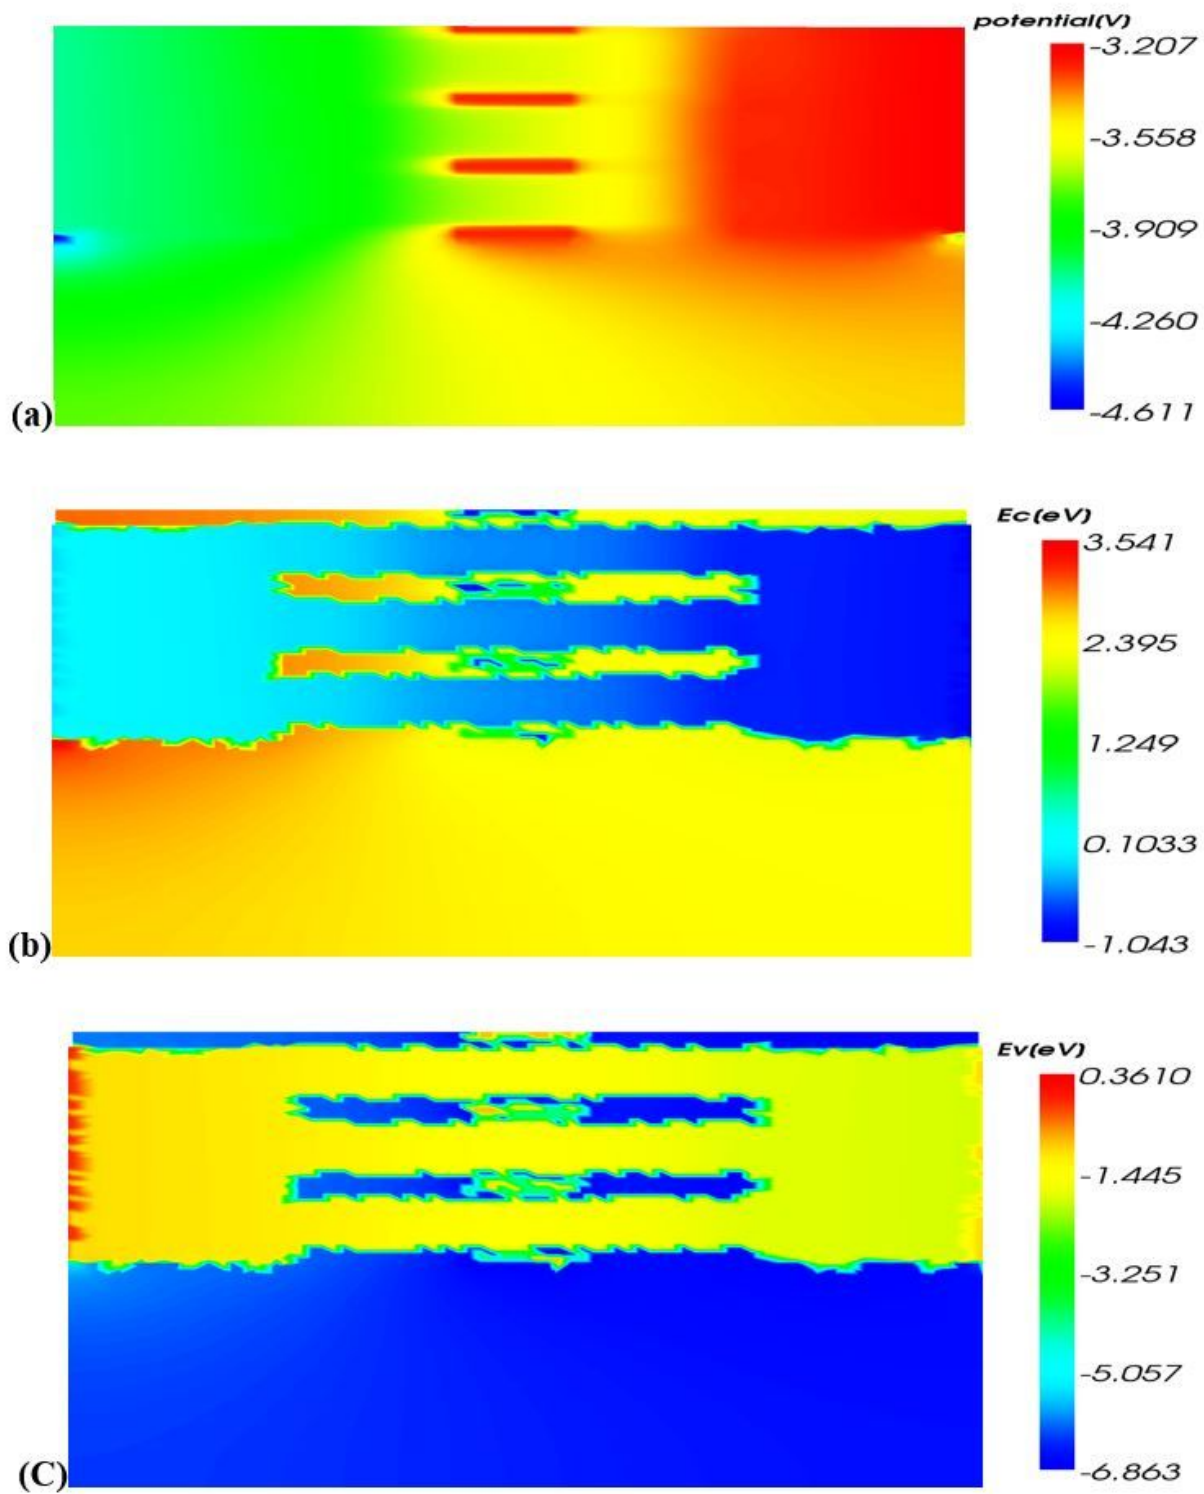 potential(V)
-3.207
-3.558
-3.909
-4.260
-4.611
(a)
Ec(eV)
3.541
2.395
1.249
0.1033
-1.043
(b)
Ev(eV)
0.3610
-1.445
-3.251
-5.057
-6.863
(C)